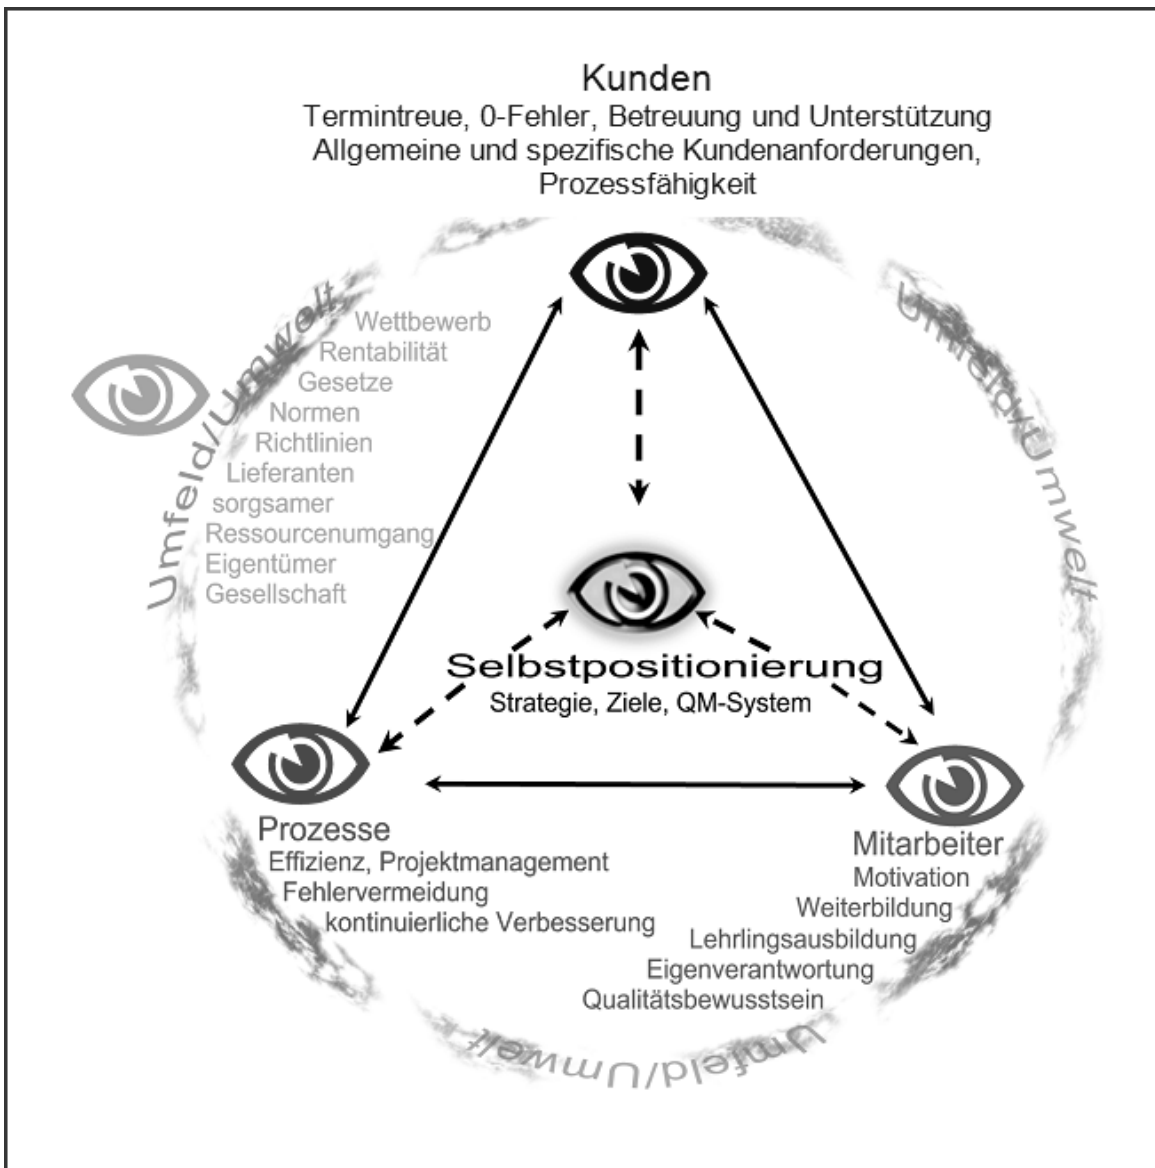 Kunden
Termintreue, 0-Fehler, Betreuung und Unterstützung
Allgemeine und spezifische Kundenanforderungen,
Prozessfähigkeit
Umfeld/Umwelt
Umfeld/Umwelt
Wettbewerb
Rentabilität
Gesetze
Normen
Richtlinien
Lieferanten
sorgsamer
Ressourcenumgang
Eigentümer
Gesellschaft
Selbstpositionierung
Strategie, Ziele, QM-System
Prozesse
Effizienz, Projektmanagement
Fehlervermeidung
kontinuierliche Verbesserung
Mitarbeiter
Motivation
Weiterbildung
Lehrlingsausbildung
Eigenverantwortung
Qualitätsbewusstsein
Umfeld/Umwelt